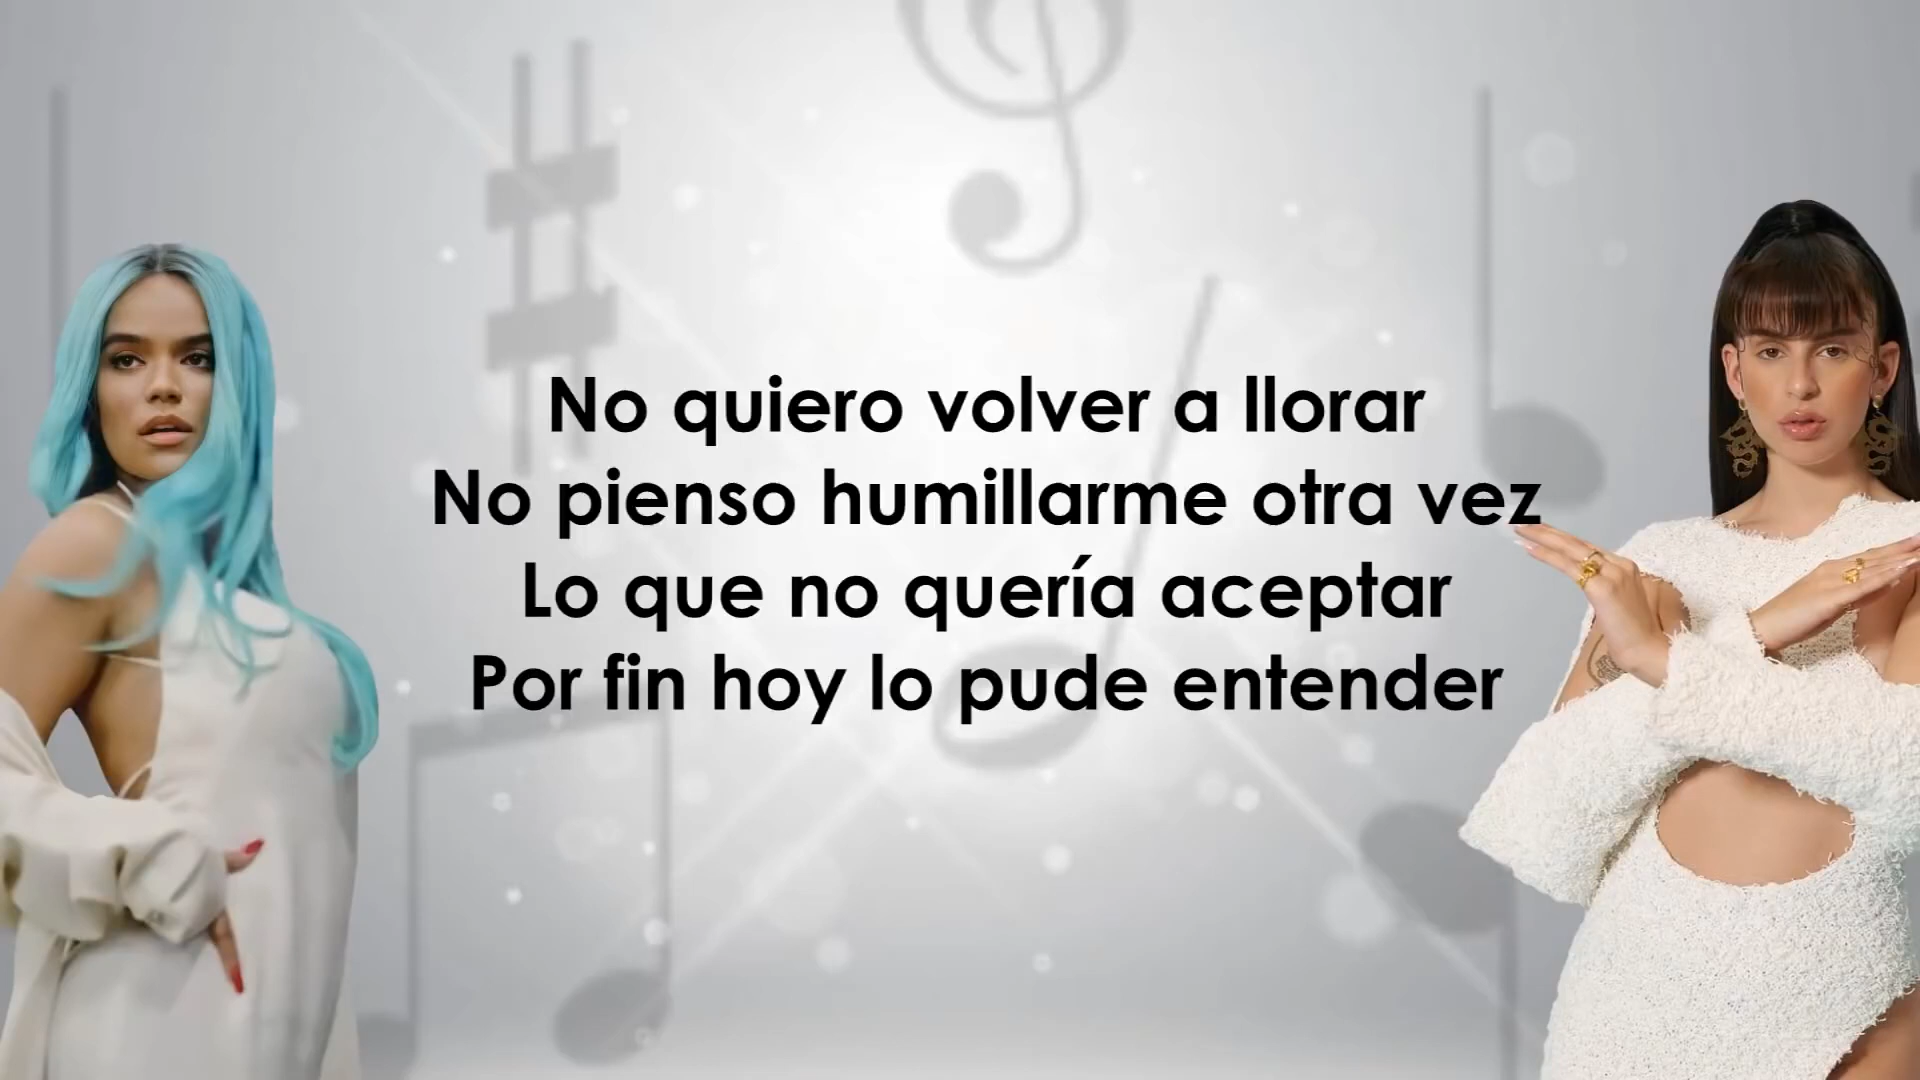 No quiero volver a llorar
No pienso humillarme otra vez
Lo que no quería aceptar
Por fin hoy lo pude entender